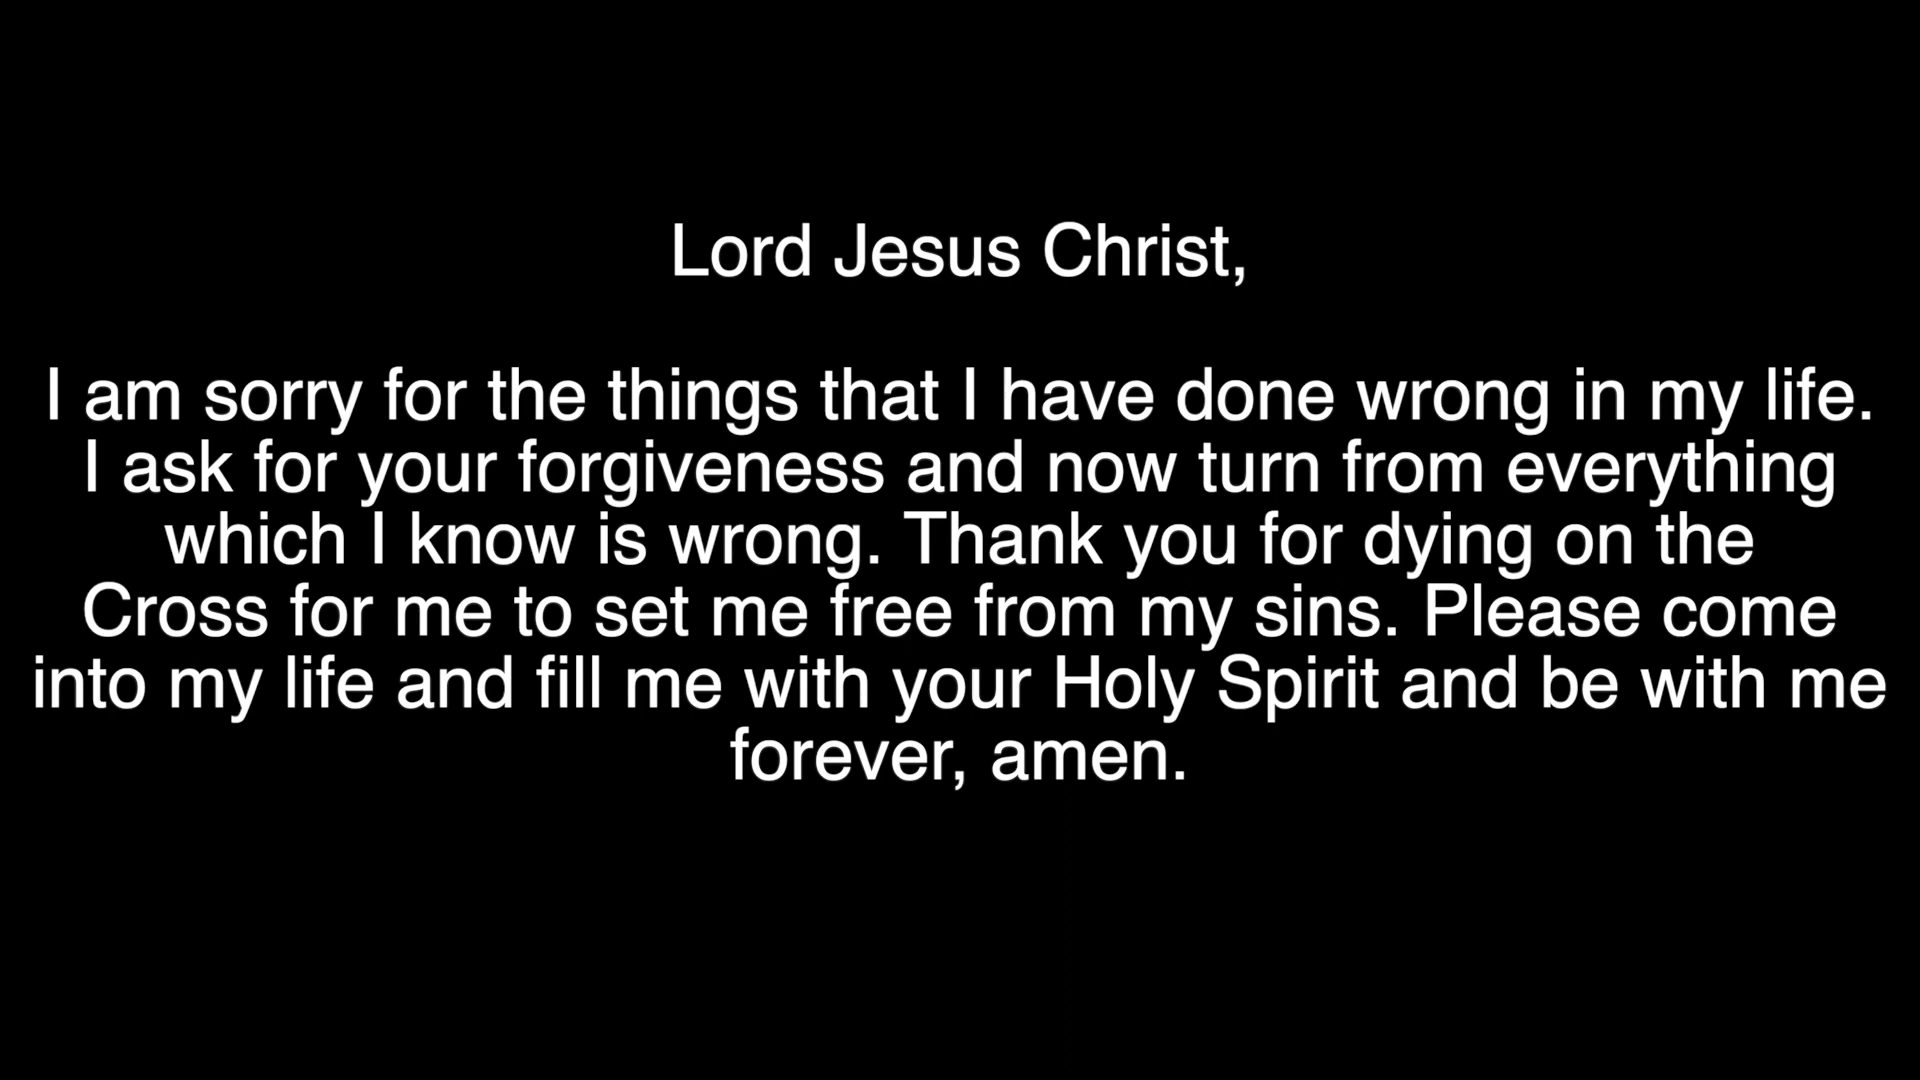 Lord Jesus Christ,
I am sorry for the things that I have done wrong in my life.
I ask for your forgiveness and now turn from everything
which I know is wrong. Thank you for dying on the
Cross for me to set me free from my sins. Please come
into my life and fill me with your Holy Spirit and be with me
forever, amen.